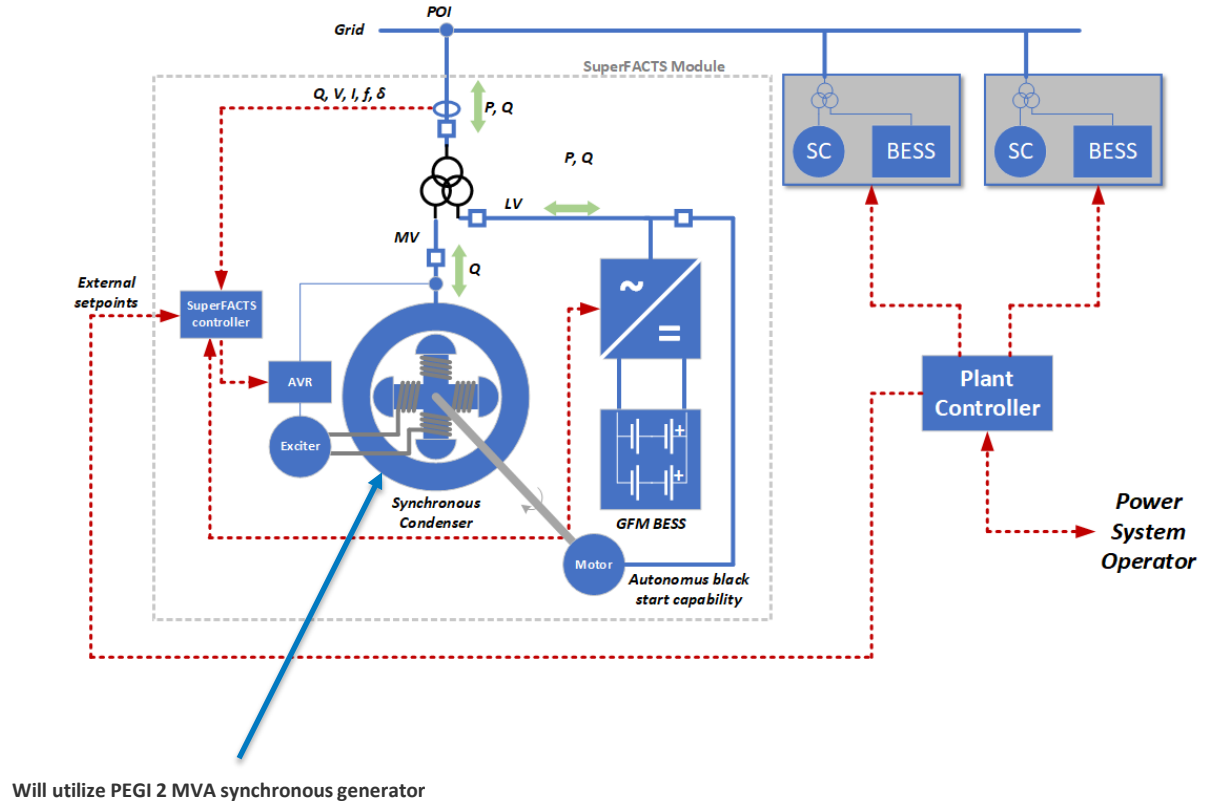 POI
Grid
SuperFACTS Module
Q, V, I, f, δ
P, Q
P, Q
LV
MV
Q
External
setpoints
SuperFACTS
controller
AVR
Exciter
Synchronous
Condenser
~
=
+
+
GFM BESS
Motor
Autonomus black
start capability
SC
BESS
SC
BESS
Plant
Controller
Power
System
Operator
Will utilize PEGI 2 MVA synchronous generator